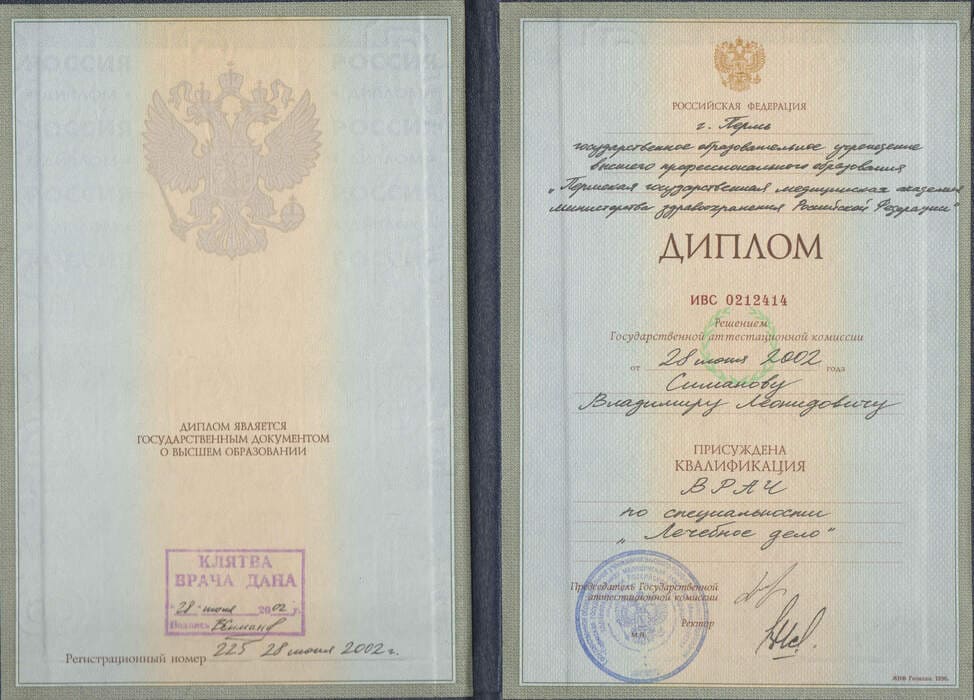 ДИПЛОМ ЯВЛЯЕТСЯ
ГОСУДАРСТВЕННЫМ ДОКУМЕНТОМ
О ВЫСШЕМ ОБРАЗОВАНИИ
КЛЯТВА
ВРАЧА ДАНА
"28" июня 2002 г.
Подпись
Регистрационный номер 225 28 июня 2002 г.
РОССИЙСКАЯ ФЕДЕРАЦИЯ
г. Пермь
государственное образовательное учреждение
высшего профессионального образования
"Пермская государственная медицинская академия
Министерства здравоохранения Российской Федерации"
ДИПЛОМ
ИВС 0212414
Решением
Государственной аттестационной комиссии
от 28 июня 2002 года
Симанову
Владимиру Леонидовичу
ПРИСУЖДЕНА
КВАЛИФИКАЦИЯ
ВРАЧ
по специальности
"Лечебное дело"
Председатель Государственной
аттестационной комиссии
Ректор
М.П.